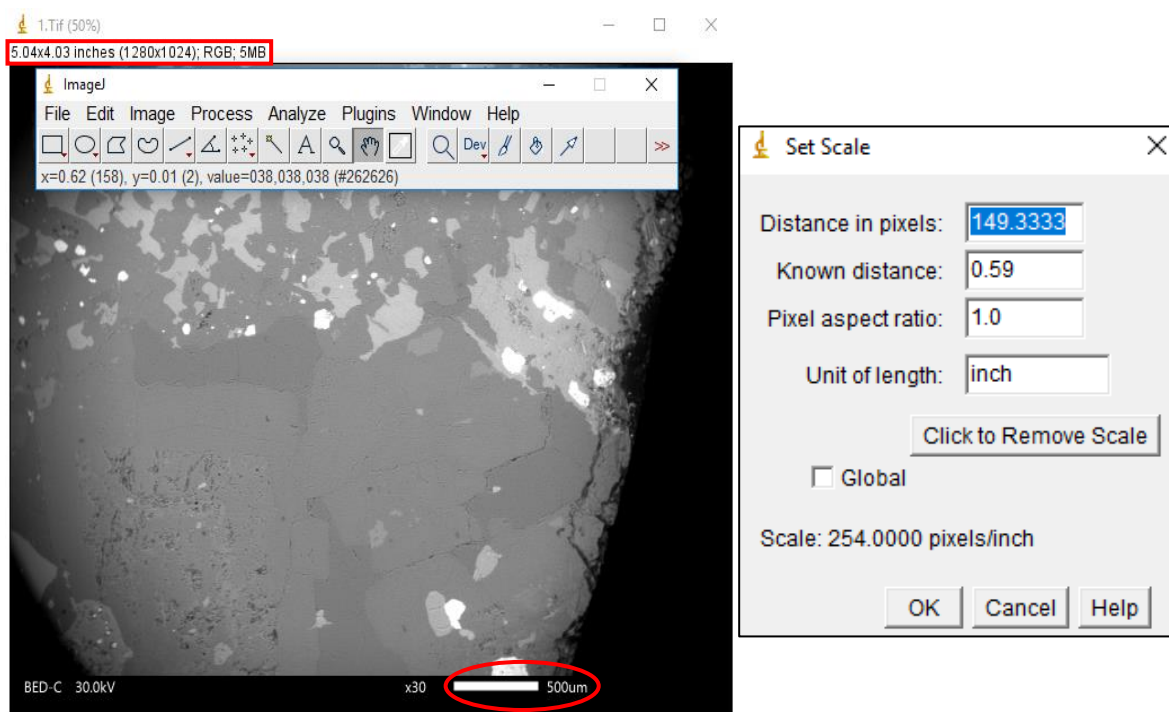 1.Tif (50%)
5.04x4.03 inches (1280x1024); RGB; 5MB
ImageJ
File Edit Image Process Analyze Plugins Window Help
A Dev >>
x=0.62 (158), y=0.01 (2), value=038,038,038 (#262626)
BED-C 30.0kV x30 500um
Set Scale
Distance in pixels: 149.3333
Known distance: 0.59
Pixel aspect ratio: 1.0
Unit of length: inch
Click to Remove Scale
Global
Scale: 254.0000 pixels/inch
OK Cancel Help